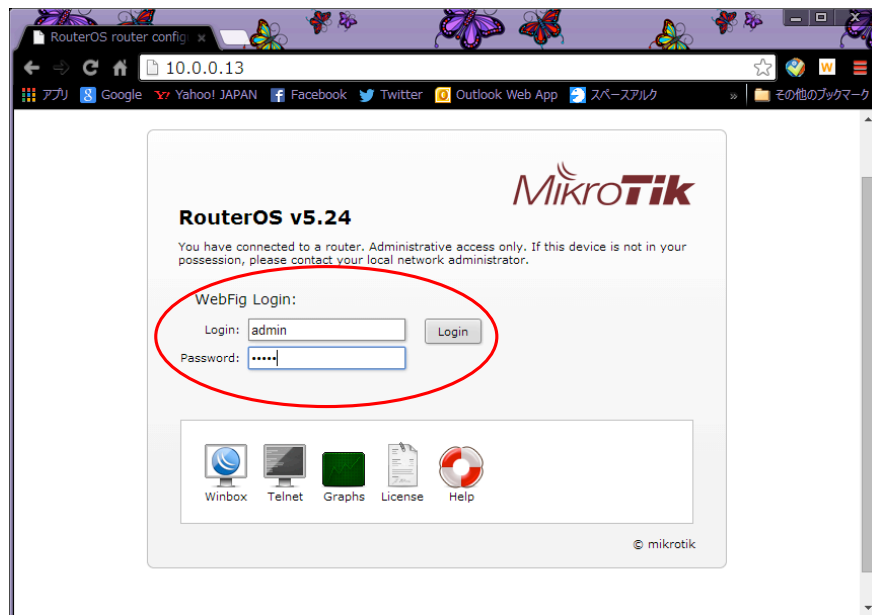 RouterOS router config
10.0.0.13
アプリ Google Yahoo! JAPAN Facebook Twitter Outlook Web App スペースアルク » その他のブックマーク
MikroTik
RouterOS v5.24
You have connected to a router. Administrative access only. If this device is not in your
possession, please contact your local network administrator.
WebFig Login:
Login: admin Login
Password: •••••
Winbox Telnet Graphs License Help
© mikrotik